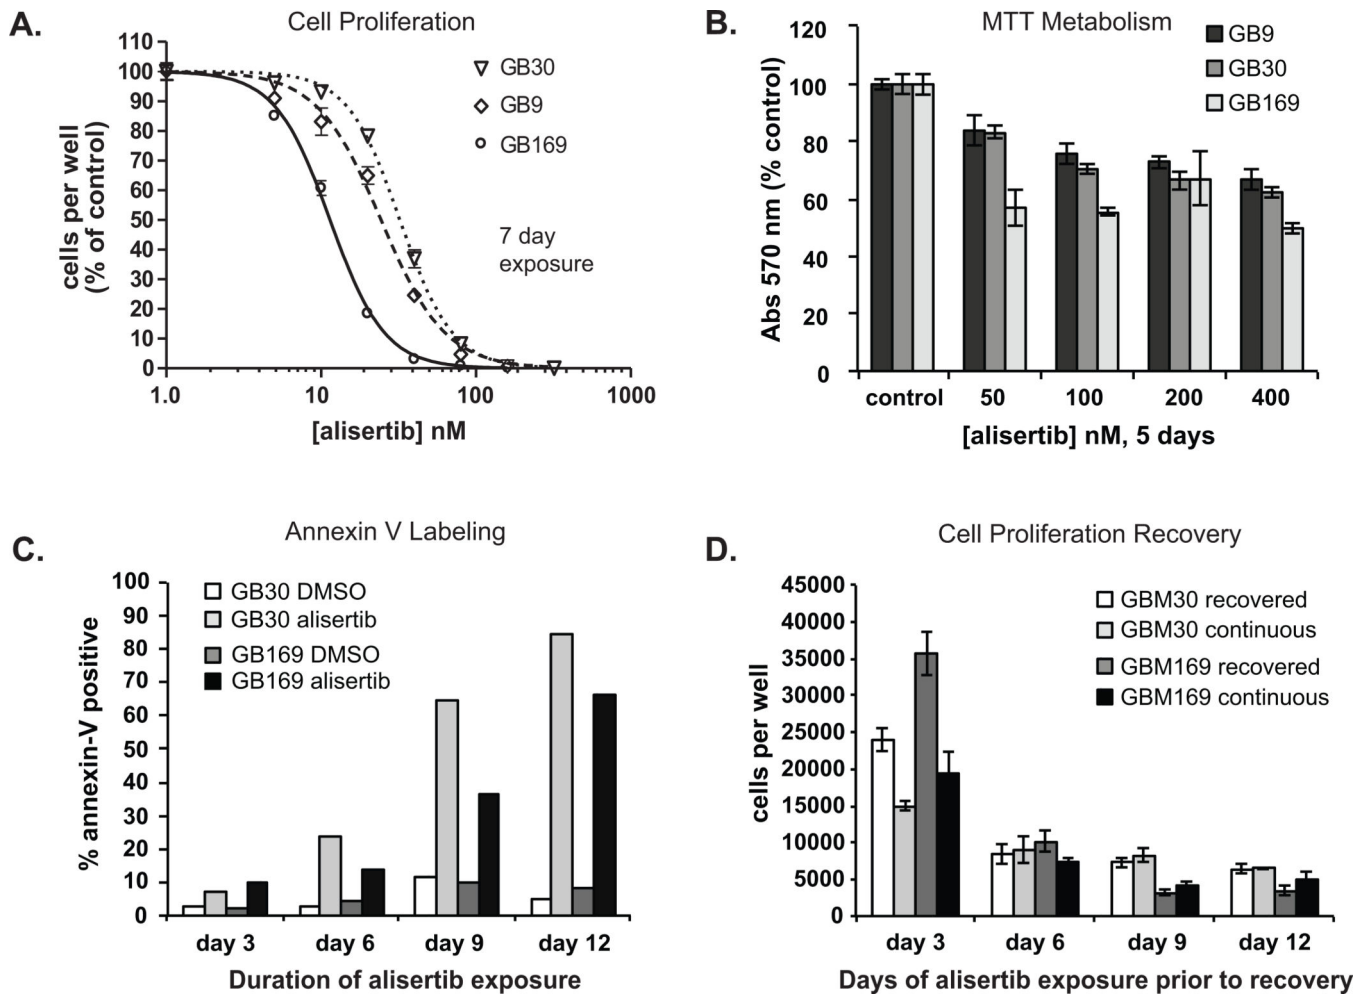 A.
Cell Proliferation
110
100
90
80
70
60
50
40
30
20
10
0
cells per well
(% of control)
GB30
GB9
GB169
7 day
exposure
1.0
10
100
1000
[alisertib] nM
B.
MTT Metabolism
120
100
80
60
40
20
0
Abs 570 nm (% control)
GB9
GB30
GB169
control
50
100
200
400
[alisertib] nM, 5 days
C.
Annexin V Labeling
100
90
80
70
60
50
40
30
20
10
0
% annexin-V positive
GB30 DMSO
GB30 alisertib
GB169 DMSO
GB169 alisertib
day 3
day 6
day 9
day 12
Duration of alisertib exposure
D.
Cell Proliferation Recovery
45000
40000
35000
30000
25000
20000
15000
10000
5000
0
cells per well
GBM30 recovered
GBM30 continuous
GBM169 recovered
GBM169 continuous
day 3
day 6
day 9
day 12
Days of alisertib exposure prior to recovery